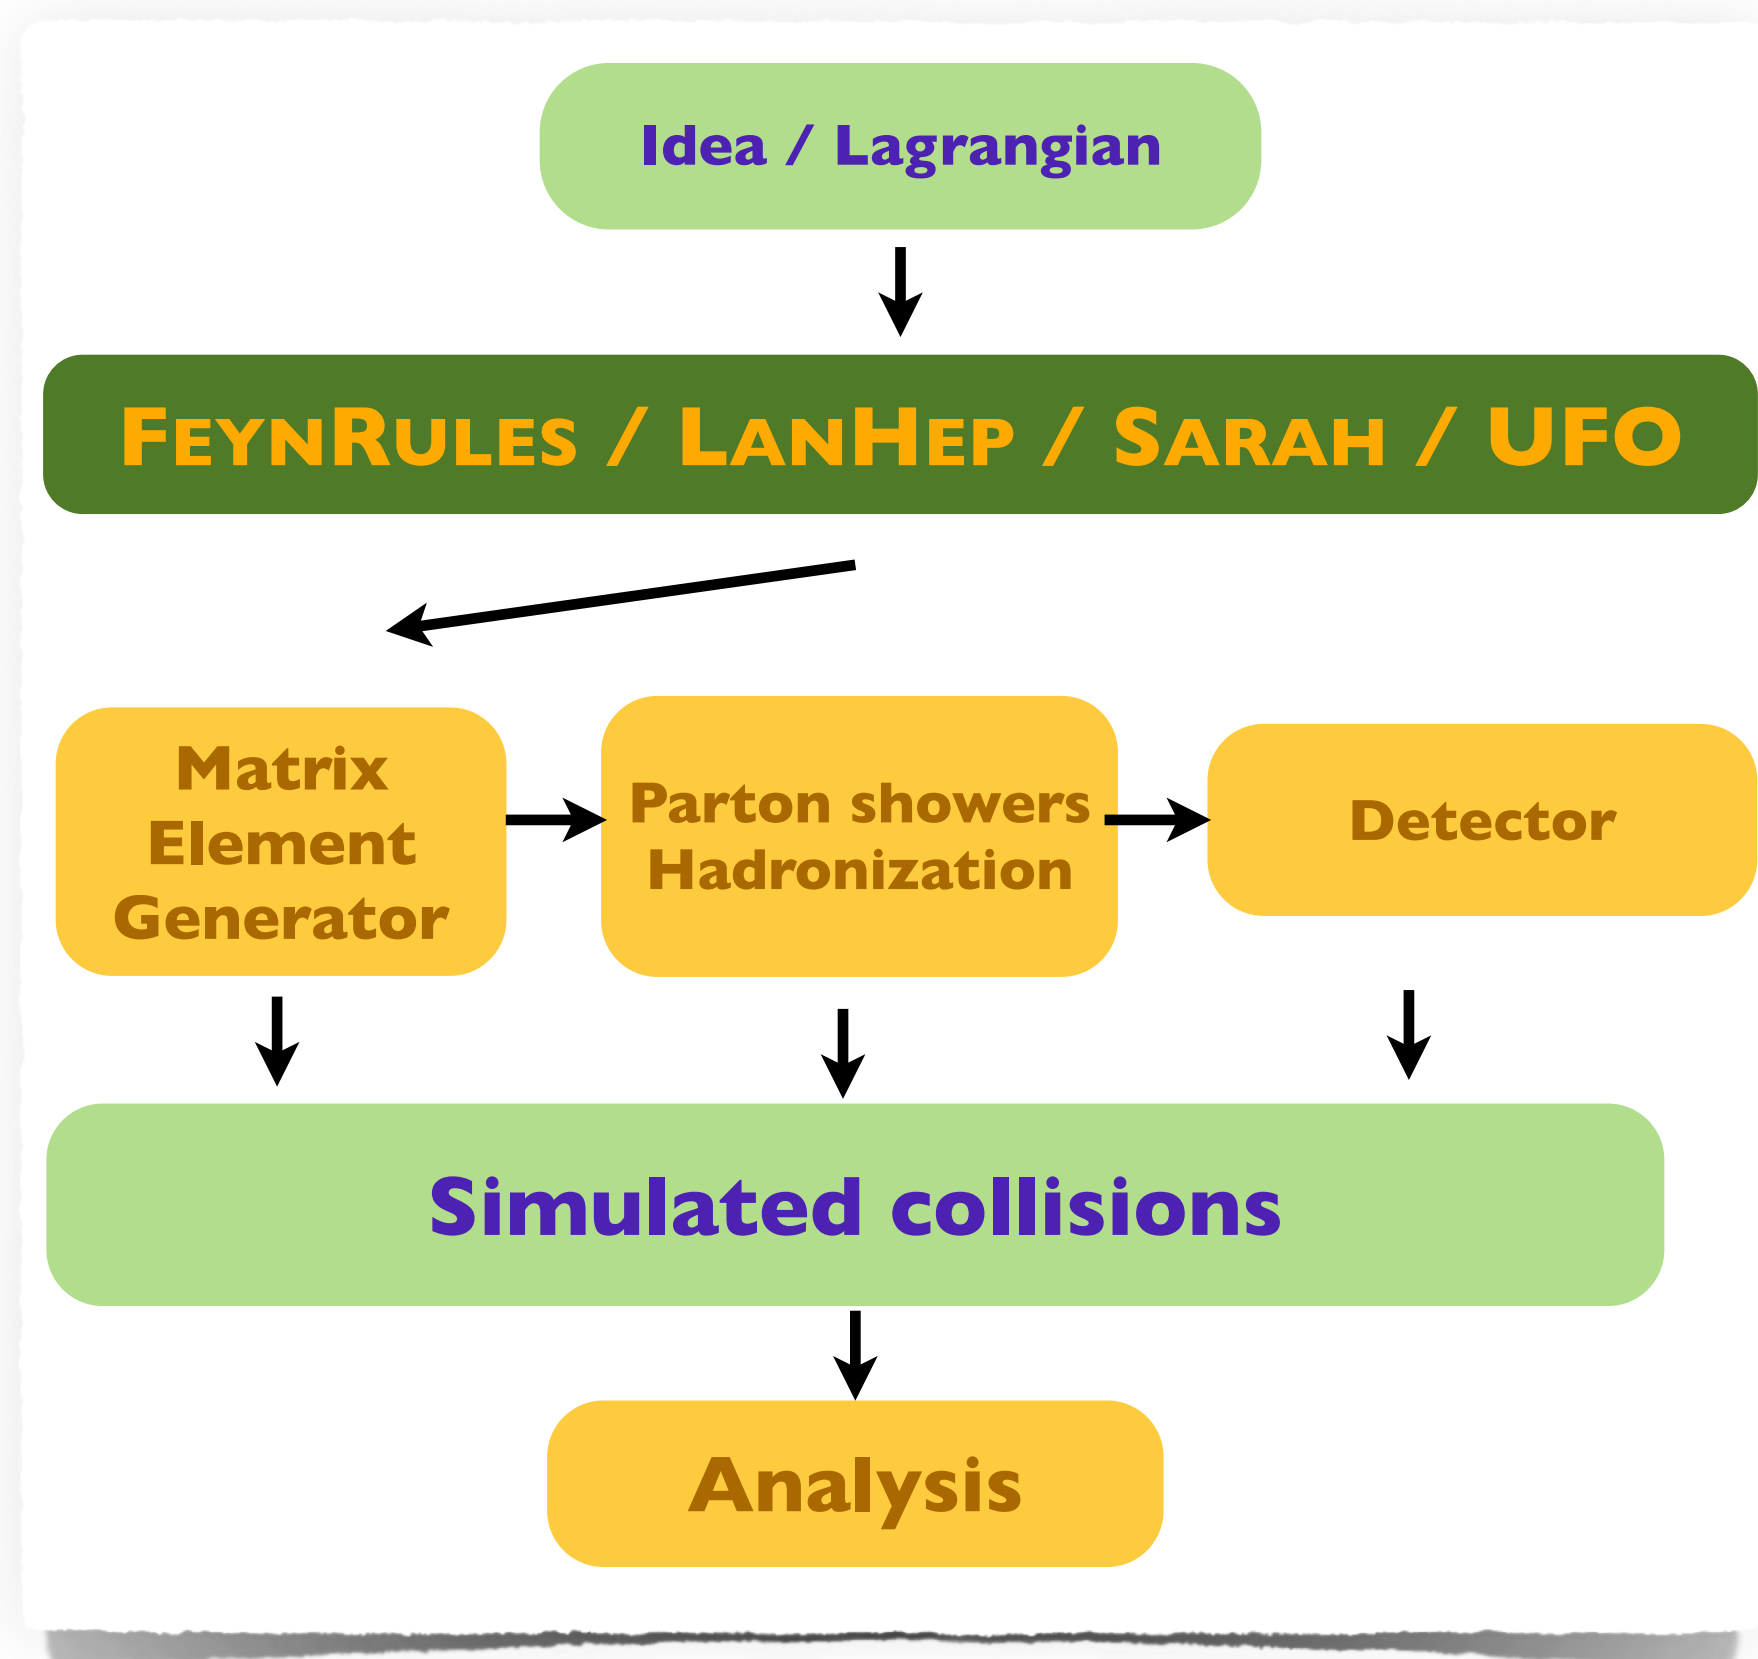 Idea / Lagrangian
FEYNRULES / LANHEP / SARAH / UFO
Matrix
Element
Generator
Parton showers
Hadronization
Detector
Simulated collisions
Analysis